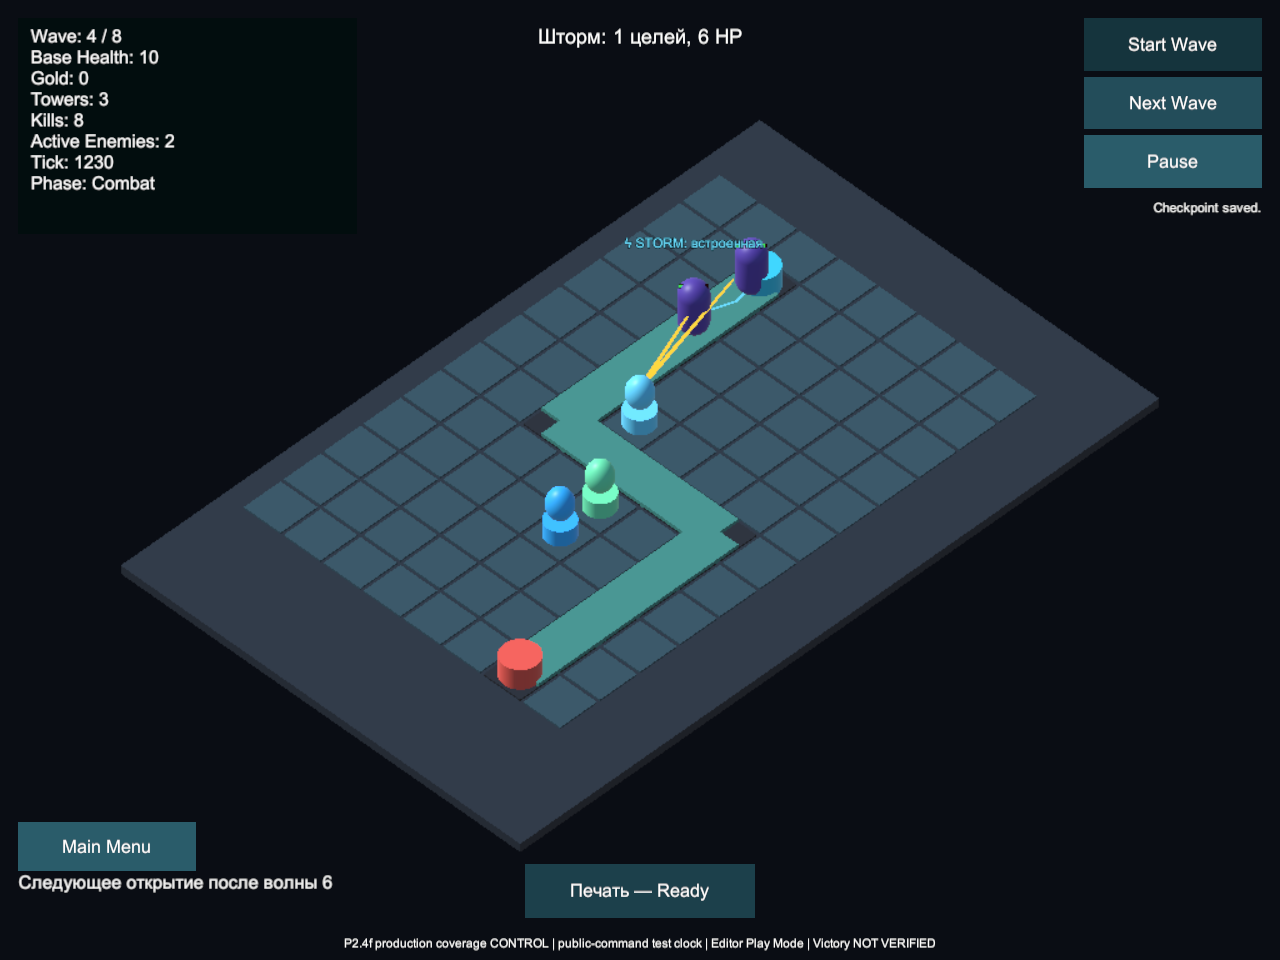 Wave: 4 / 8
Base Health: 10
Gold: 0
Towers: 3
Kills: 8
Active Enemies: 2
Tick: 1230
Phase: Combat
Шторм: 1 целей, 6 HP
Start Wave
Next Wave
Pause
Checkpoint saved.
ϟ STORM: встроенная
Main Menu
Следующее открытие после волны 6
Печать — Ready
P2.4f production coverage CONTROL | public-command test clock | Editor Play Mode | Victory NOT VERIFIED